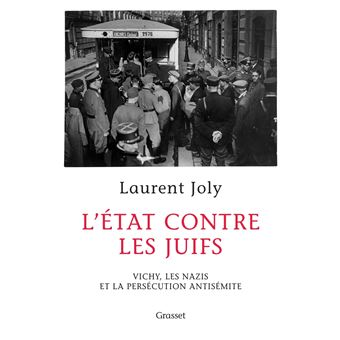 Laurent Joly
L'ÉTAT CONTRE
LES JUIFS
VICHY, LES NAZIS
ET LA PERSÉCUTION ANTISÉMITE
Grasset